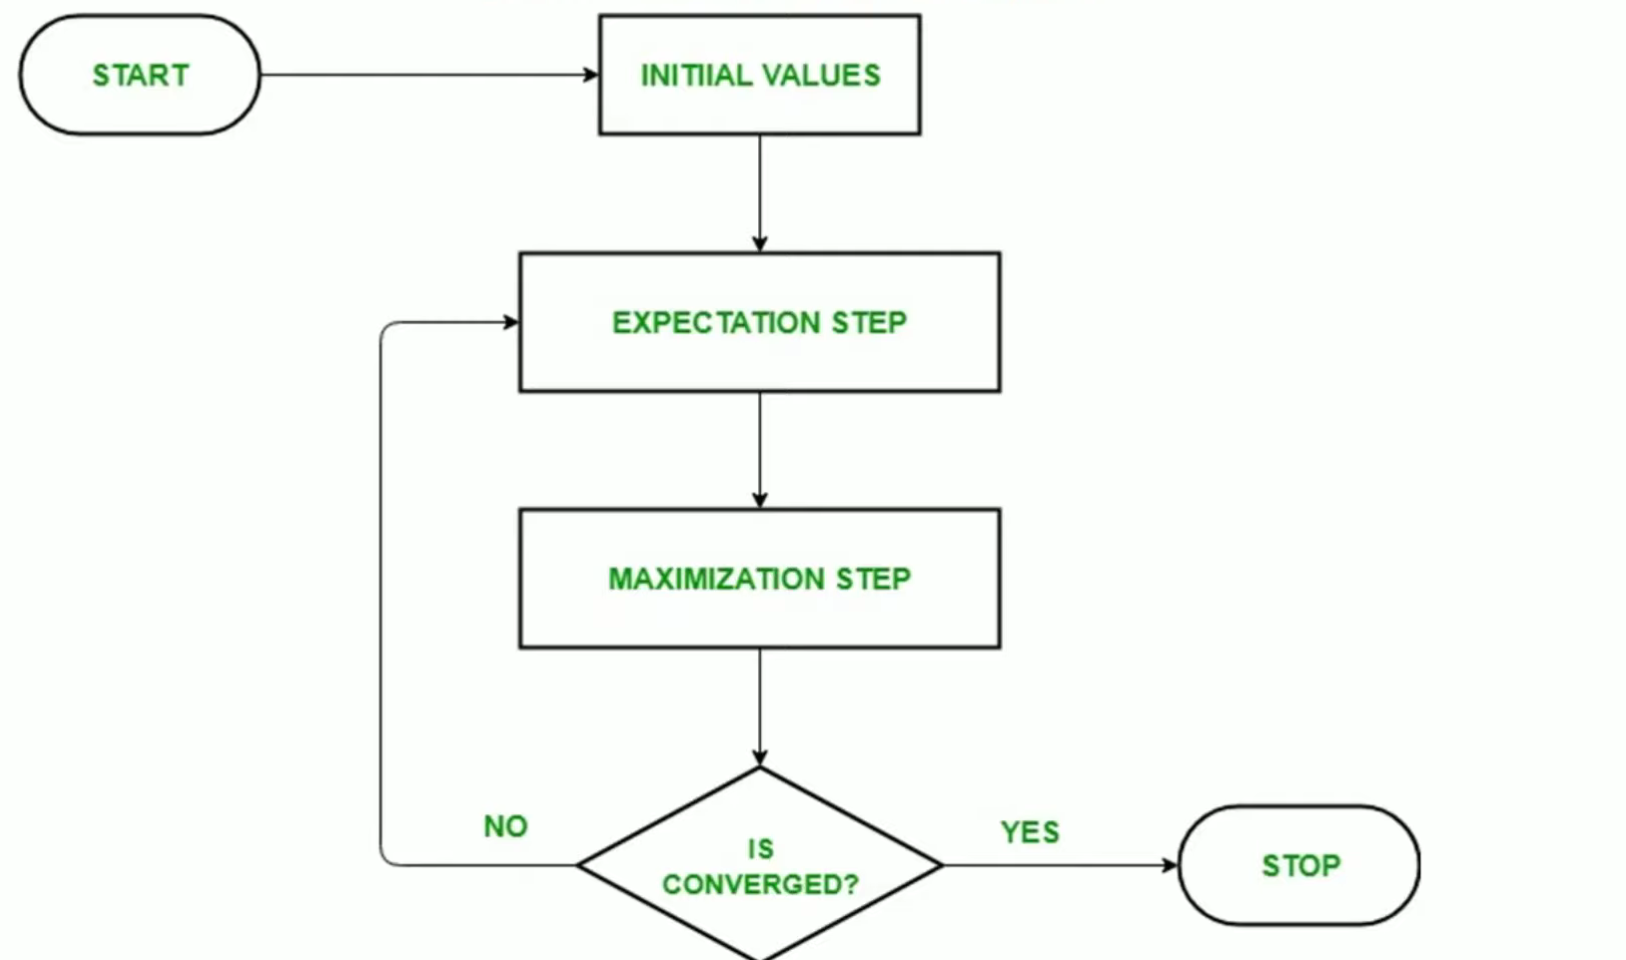 START
INITIIAL VALUES
EXPECTATION STEP
MAXIMIZATION STEP
NO
YES
IS
CONVERGED?
STOP